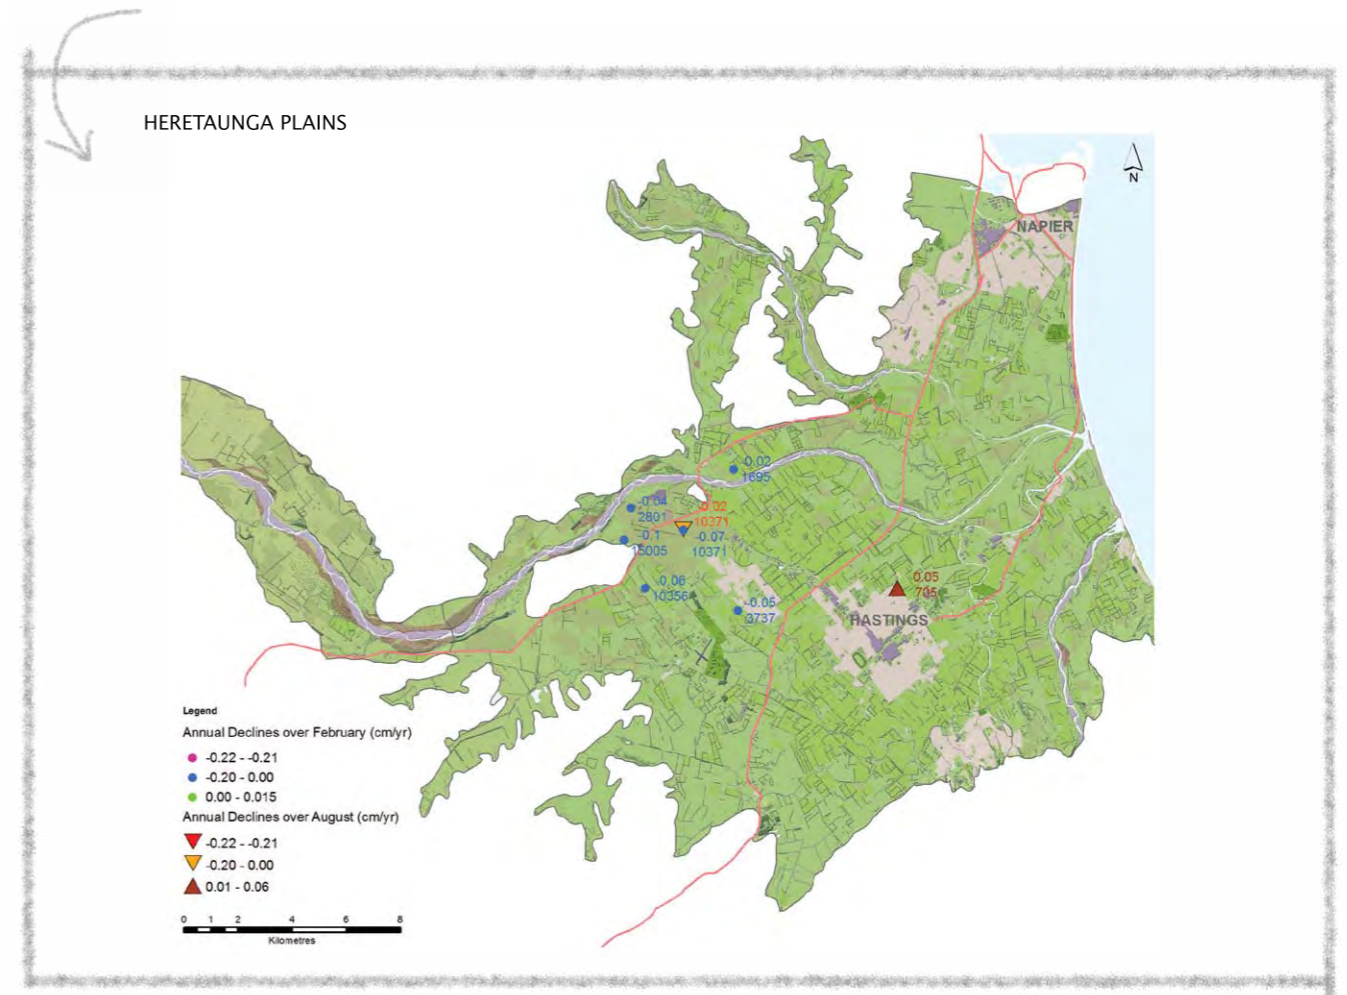 HERETAUNGA PLAINS
N
NAPIER
-0.02
1695
-0.04
2801
-0.02
10371
-0.1
15005
-0.07
10371
-0.06
10356
-0.05
3737
0.05
705
HASTINGS
Legend
Annual Declines over February (cm/yr)
-0.22 - -0.21
-0.20 - 0.00
0.00 - 0.015
Annual Declines over August (cm/yr)
-0.22 - -0.21
-0.20 - 0.00
0.01 - 0.06
0 1 2 4 6 8
Kilometres